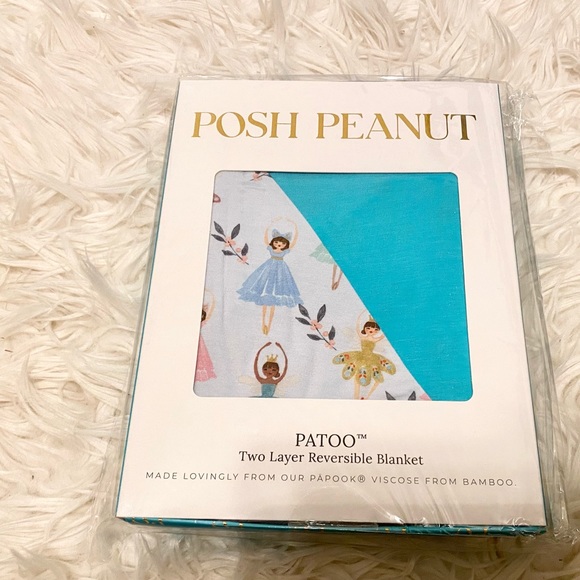 POSH PEANUT
PATOO™
Two Layer Reversible Blanket
MADE LOVINGLY FROM OUR PAPOOK® VISCOSE FROM BAMBOO.